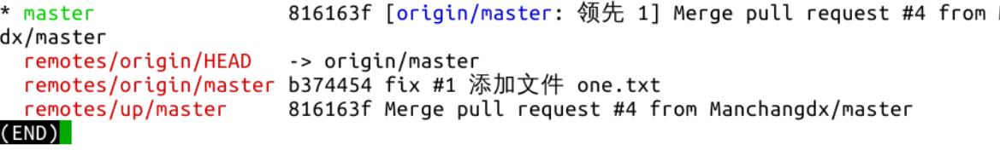 * master                816163f [origin/master: 领先 1] Merge pull request #4 from
dx/master
  remotes/origin/HEAD   -> origin/master
  remotes/origin/master b374454 fix #1 添加文件 one.txt
  remotes/up/master     816163f Merge pull request #4 from Manchangdx/master
(END)